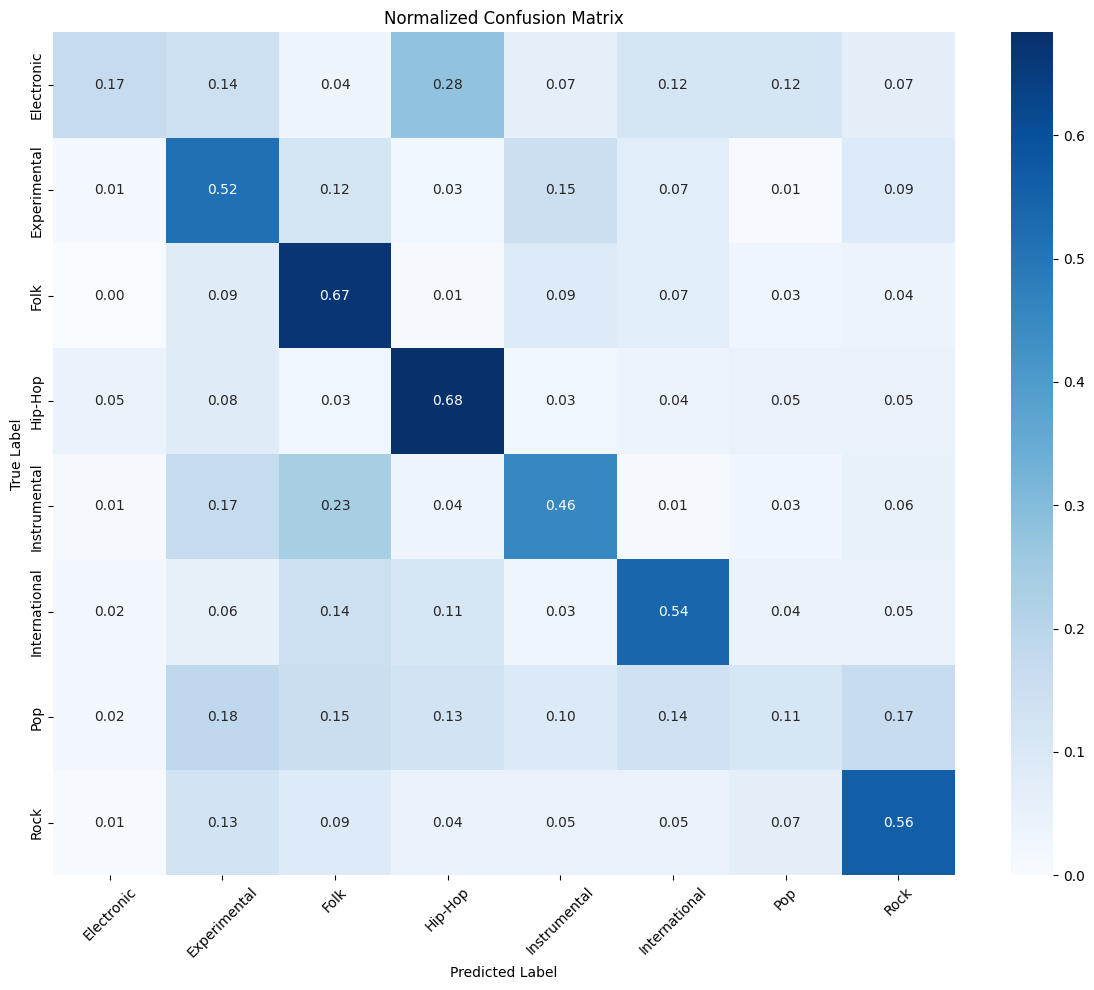 Normalized Confusion Matrix
Electronic 0.17 0.14 0.04 0.28 0.07 0.12 0.12 0.07
Experimental 0.01 0.52 0.12 0.03 0.15 0.07 0.01 0.09
Folk 0.00 0.09 0.67 0.01 0.09 0.07 0.03 0.04
Hip-Hop 0.05 0.08 0.03 0.68 0.03 0.04 0.05 0.05
Instrumental 0.01 0.17 0.23 0.04 0.46 0.01 0.03 0.06
International 0.02 0.06 0.14 0.11 0.03 0.54 0.04 0.05
Pop 0.02 0.18 0.15 0.13 0.10 0.14 0.11 0.17
Rock 0.01 0.13 0.09 0.04 0.05 0.05 0.07 0.56
True Label
Electronic Experimental Folk Hip-Hop Instrumental International Pop Rock
Predicted Label
0.6
0.5
0.4
0.3
0.2
0.1
0.0